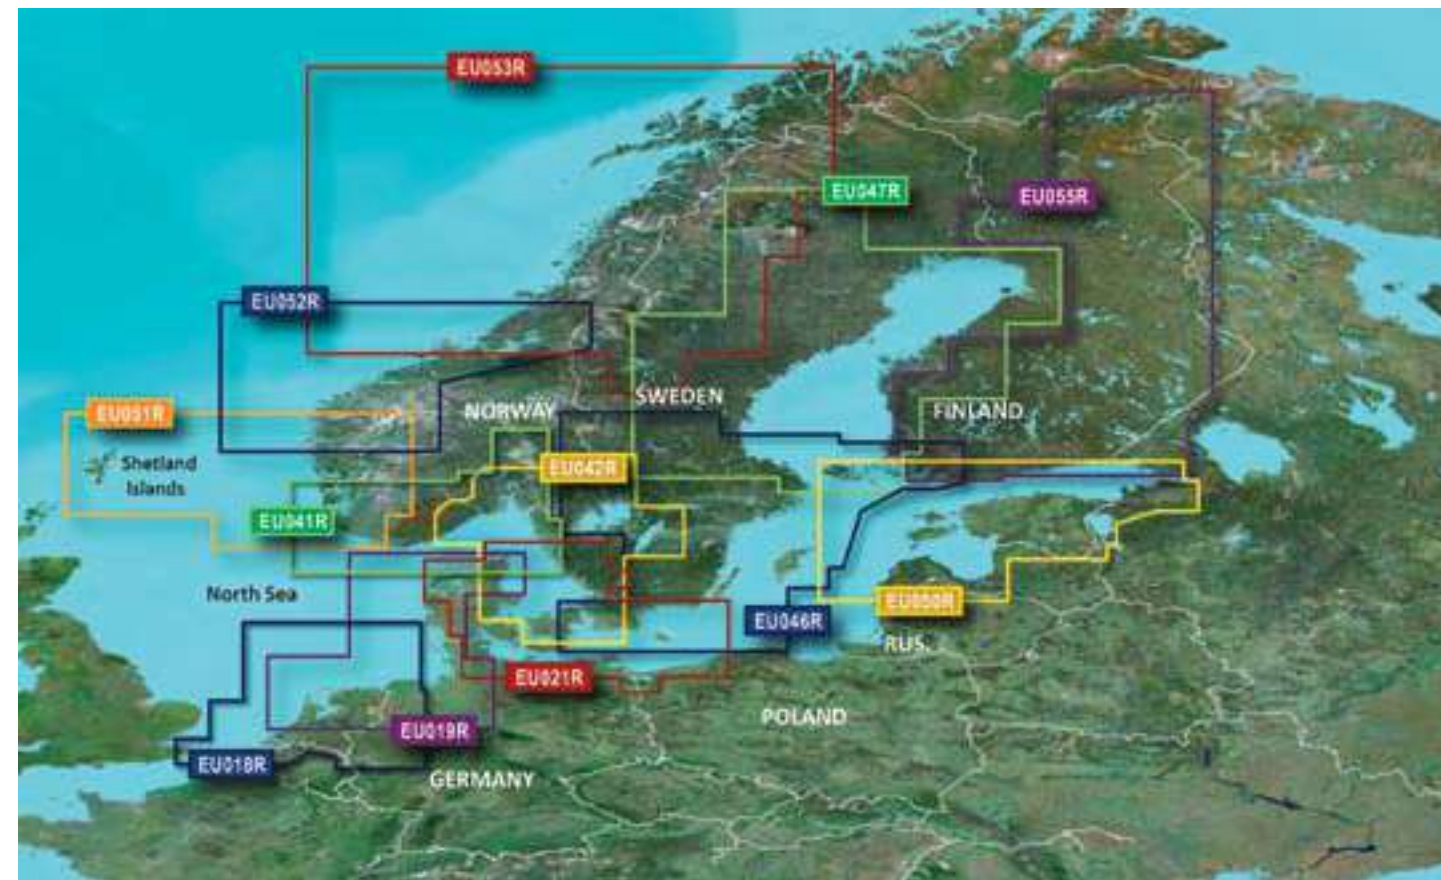 EU053R
EU047R
EU055R
EU052R
SWEDEN
NORWAY
FINLAND
EU051R
Shetland
Islands
EU042R
EU041R
North Sea
EU050R
EU046R
RUS.
EU021R
POLAND
EU019R
EU018R
GERMANY